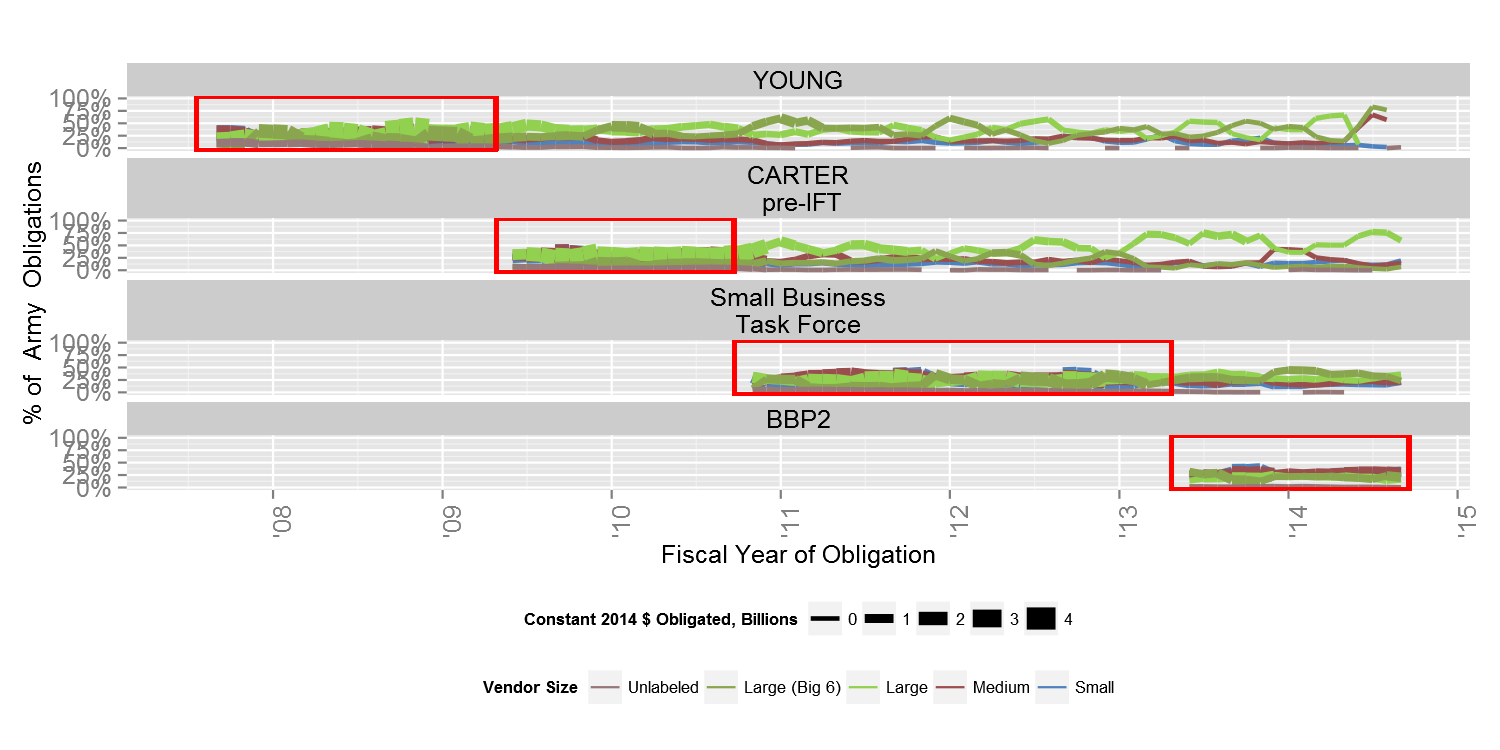 YOUNG
100%
75%
50%
25%
0%
CARTER
pre-IFT
100%
75%
50%
25%
0%
Small Business
Task Force
100%
75%
50%
25%
0%
BBP2
100%
75%
50%
25%
0%
% of Army Obligations
'08 '09 '10 '11 '12 '13 '14 '15
Fiscal Year of Obligation
Constant 2014 $ Obligated, Billions 0 1 2 3 4
Vendor Size Unlabeled Large (Big 6) Large Medium Small